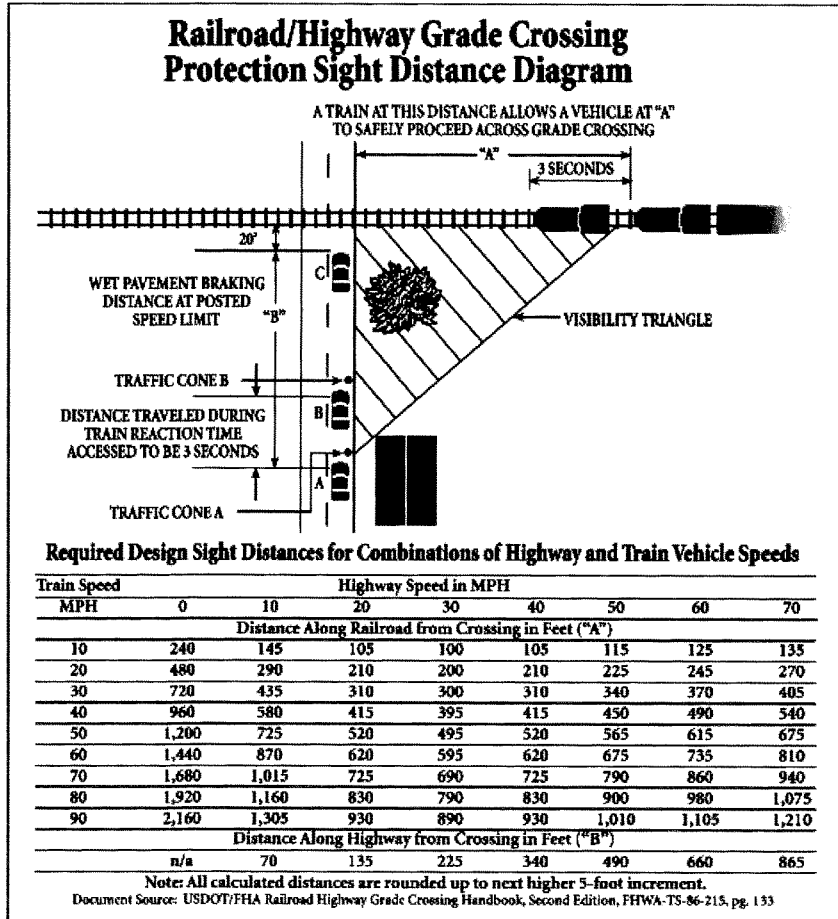 Railroad/Highway Grade Crossing
Protection Sight Distance Diagram
A TRAIN AT THIS DISTANCE ALLOWS A VEHICLE AT “A”
TO SAFELY PROCEED ACROSS GRADE CROSSING
“A”
3 SECONDS
20'
C
WET PAVEMENT BRAKING
DISTANCE AT POSTED
SPEED LIMIT
“B”
VISIBILITY TRIANGLE
TRAFFIC CONE B
B
DISTANCE TRAVELED DURING
TRAIN REACTION TIME
ACCESSED TO BE 3 SECONDS
A
TRAFFIC CONE A
Required Design Sight Distances for Combinations of Highway and Train Vehicle Speeds
Train Speed Highway Speed in MPH
MPH 0 10 20 30 40 50 60 70
Distance Along Railroad from Crossing in Feet (“A”)
10 240 145 105 100 105 115 125 135
20 480 290 210 200 210 225 245 270
30 720 435 310 300 310 340 370 405
40 960 580 415 395 415 450 490 540
50 1,200 725 520 495 520 565 615 675
60 1,440 870 620 595 620 675 735 810
70 1,680 1,015 725 690 725 790 860 940
80 1,920 1,160 830 790 830 900 980 1,075
90 2,160 1,305 930 890 930 1,010 1,105 1,210
Distance Along Highway from Crossing in Feet (“B”)
n/a 70 135 225 340 490 660 865
Note: All calculated distances are rounded up to next higher 5-foot increment.
Document Source: USDOT/FHA Railroad Highway Grade Crossing Handbook, Second Edition, FHWA-TS-86-215, pg. 133